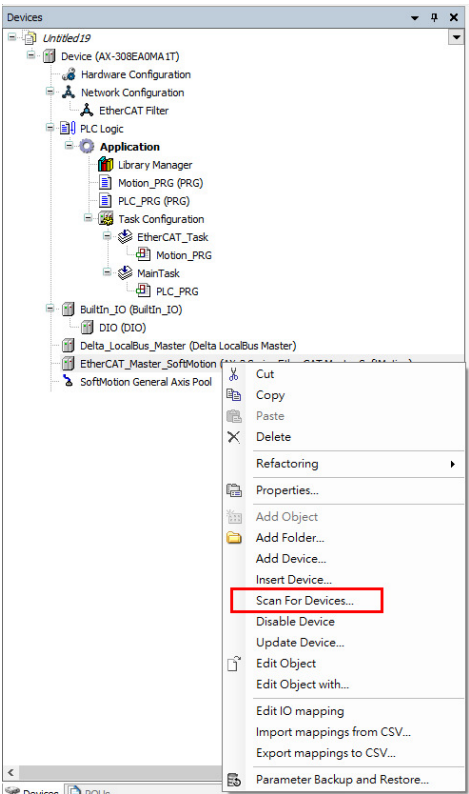 Devices
Untitled19
Device (AX-308EA0MA1T)
Hardware Configuration
Network Configuration
EtherCAT Filter
PLC Logic
Application
Library Manager
Motion_PRG (PRG)
PLC_PRG (PRG)
Task Configuration
EtherCAT_Task
Motion_PRG
MainTask
PLC_PRG
BuiltIn_IO (BuiltIn_IO)
DIO (DIO)
Delta_LocalBus_Master (Delta LocalBus Master)
EtherCAT_Master_SoftMotion
SoftMotion General Axis Pool
Cut
Copy
Paste
Delete
Refactoring
Properties...
Add Object
Add Folder...
Add Device...
Insert Device...
Scan For Devices...
Disable Device
Update Device...
Edit Object
Edit Object with...
Edit IO mapping
Import mappings from CSV...
Export mappings to CSV...
Parameter Backup and Restore...
Devices POUs